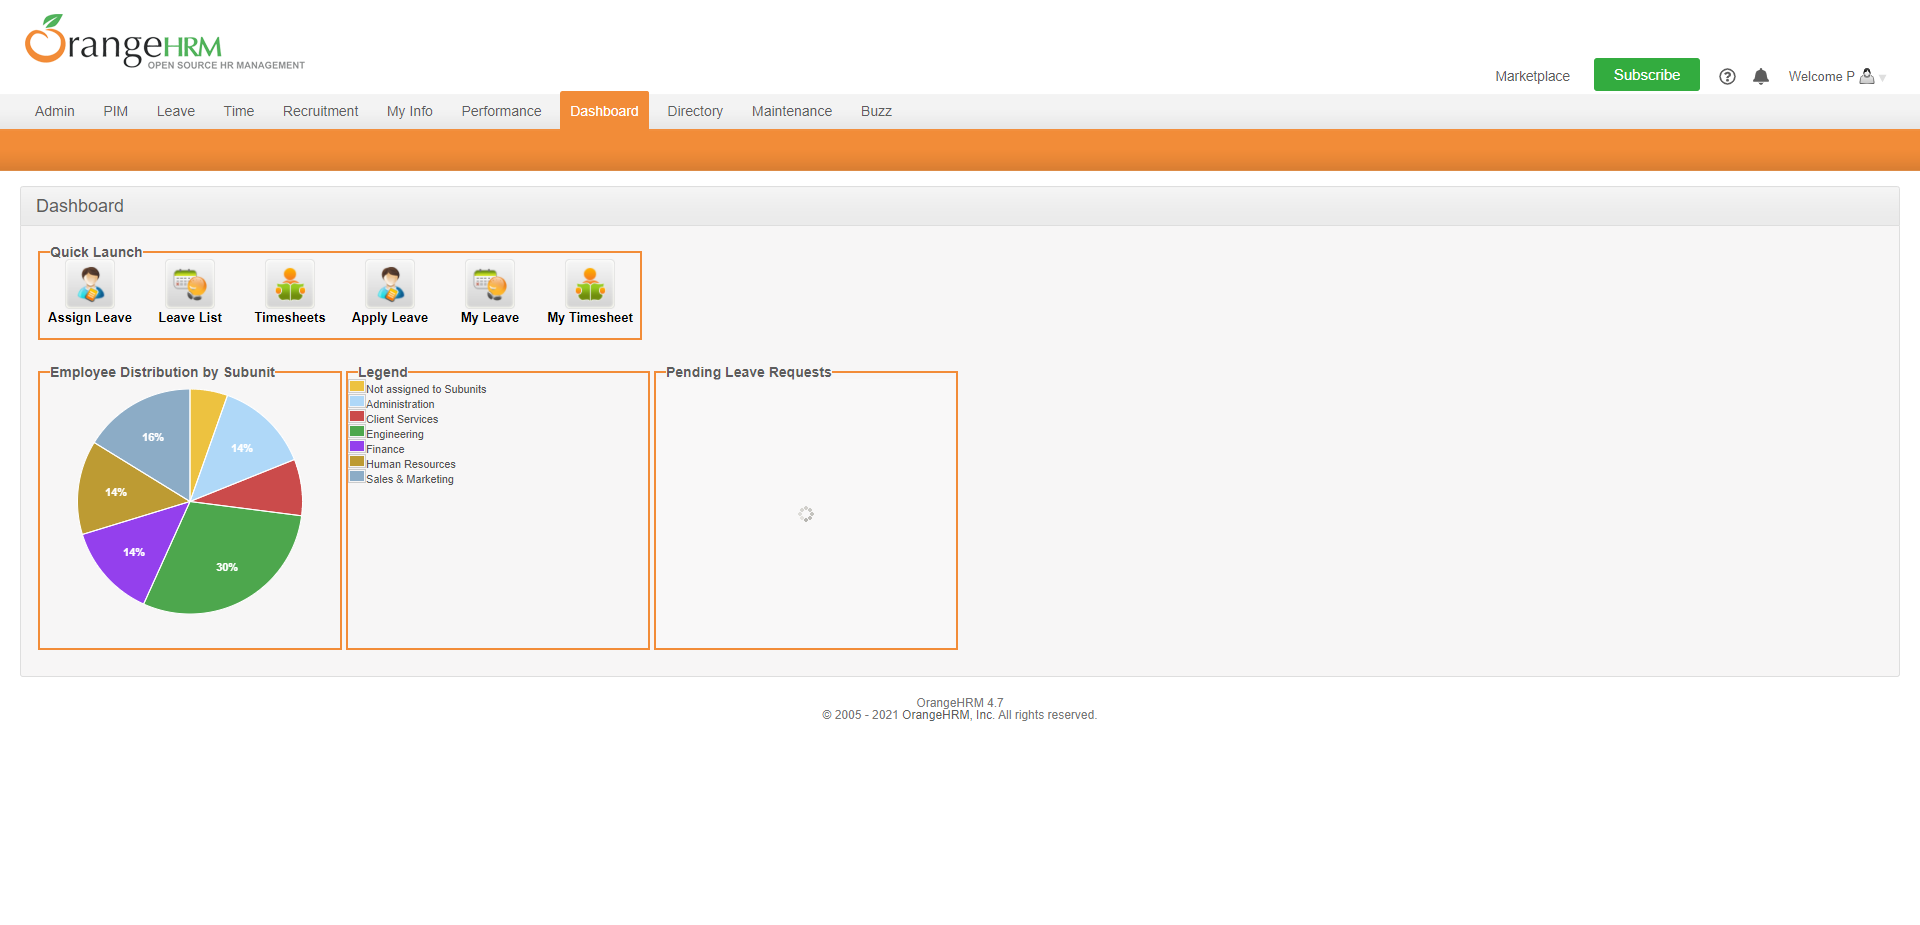 OrangeHRM
OPEN SOURCE HR MANAGEMENT
Marketplace Subscribe Welcome P
Admin PIM Leave Time Recruitment My Info Performance Dashboard Directory Maintenance Buzz
Dashboard
Quick Launch
Assign Leave Leave List Timesheets Apply Leave My Leave My Timesheet
Employee Distribution by Subunit
16%
14%
14%
14%
30%
Legend
Not assigned to Subunits
Administration
Client Services
Engineering
Finance
Human Resources
Sales & Marketing
Pending Leave Requests
OrangeHRM 4.7
© 2005 - 2021 OrangeHRM, Inc. All rights reserved.